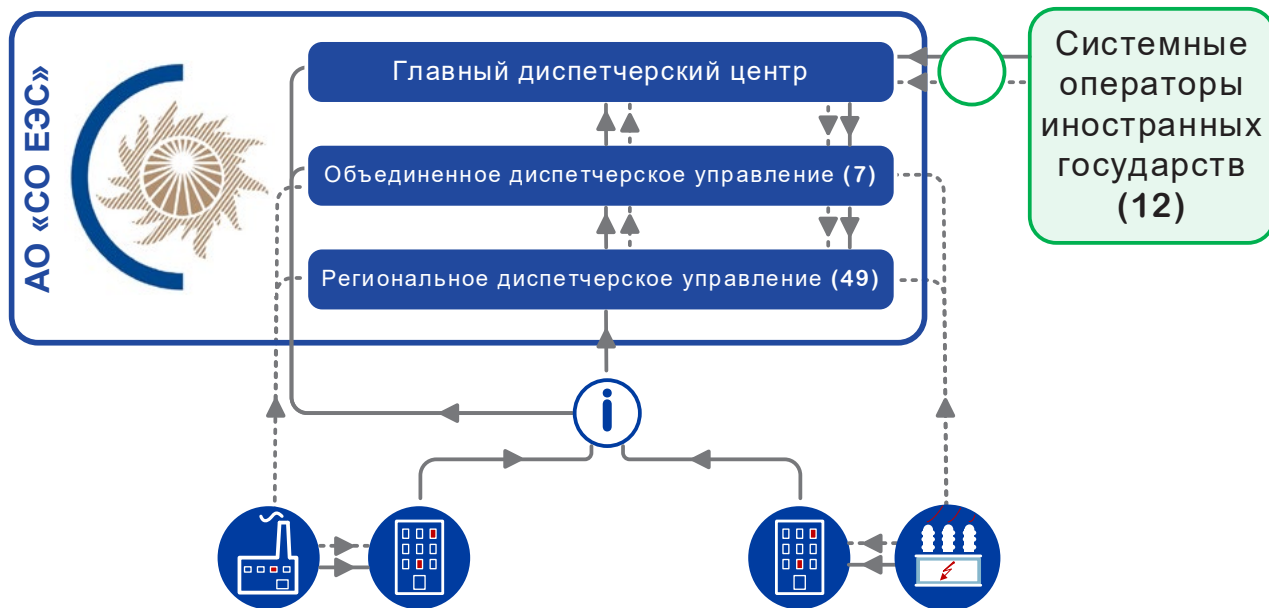 АО «СО ЕЭС»
Главный диспетчерский центр
Объединенное диспетчерское управление (7)
Региональное диспетчерское управление (49)
Системные
операторы
иностранных
государств
(12)
i